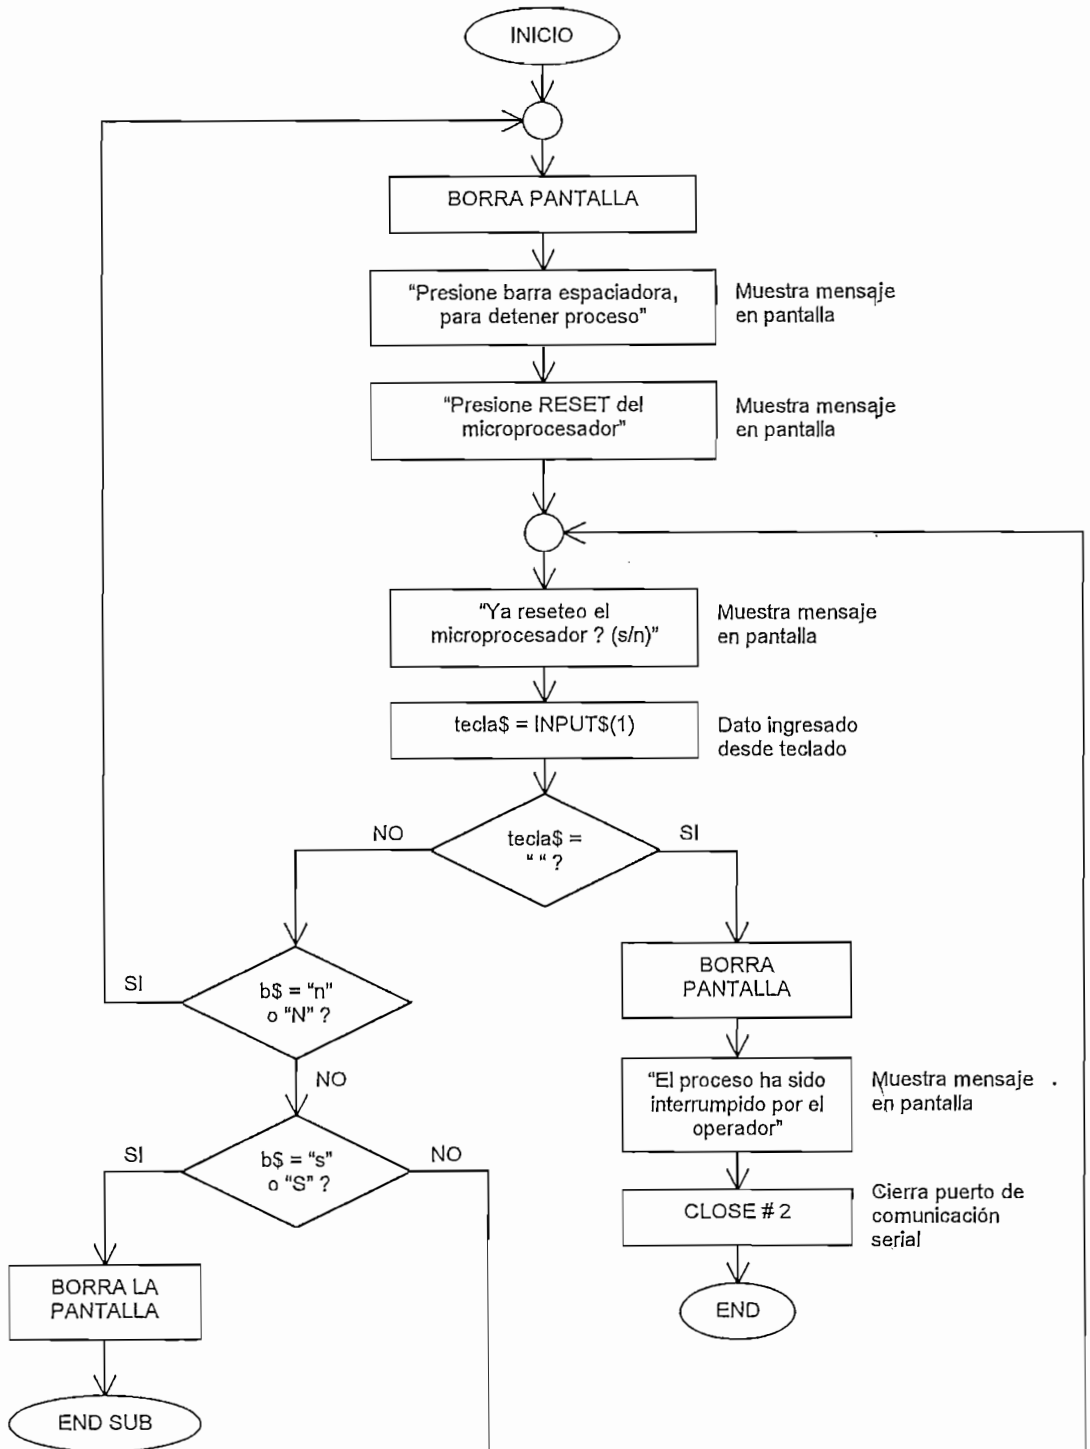 INICIO
BORRA PANTALLA
“Presione barra espaciadora,
para detener proceso”
Muestra mensaje
en pantalla
“Presione RESET del
microprocesador”
Muestra mensaje
en pantalla
“Ya reseteo el
microprocesador ? (s/n)”
Muestra mensaje
en pantalla
tecla$ = INPUT$(1)
Dato ingresado
desde teclado
NO
tecla$ =
“ “ ?
SI
SI
b$ = “n”
o “N” ?
BORRA
PANTALLA
NO
“El proceso ha sido
interrumpido por el
operador”
Muestra mensaje
en pantalla
SI
b$ = “s”
o “S” ?
NO
CLOSE # 2
Cierra puerto de
comunicación
serial
BORRA LA
PANTALLA
END
END SUB